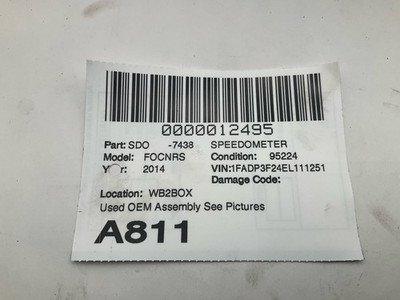 0000012495
Part: SDO -7438 SPEEDOMETER
Model: FOCNRS Condition: 95224
Year: 2014 VIN:1FADP3F24EL111251
Damage Code:
Location: WB2BOX
Used OEM Assembly See Pictures
A811